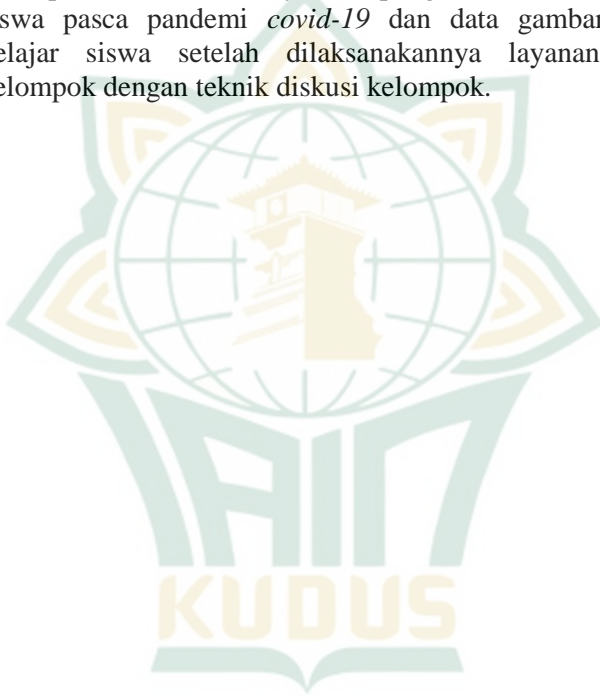 siswa pasca pandemi covid-19 dan data gambar
belajar siswa setelah dilaksanakannya layanan
kelompok dengan teknik diskusi kelompok.
IAIN
KUDUS